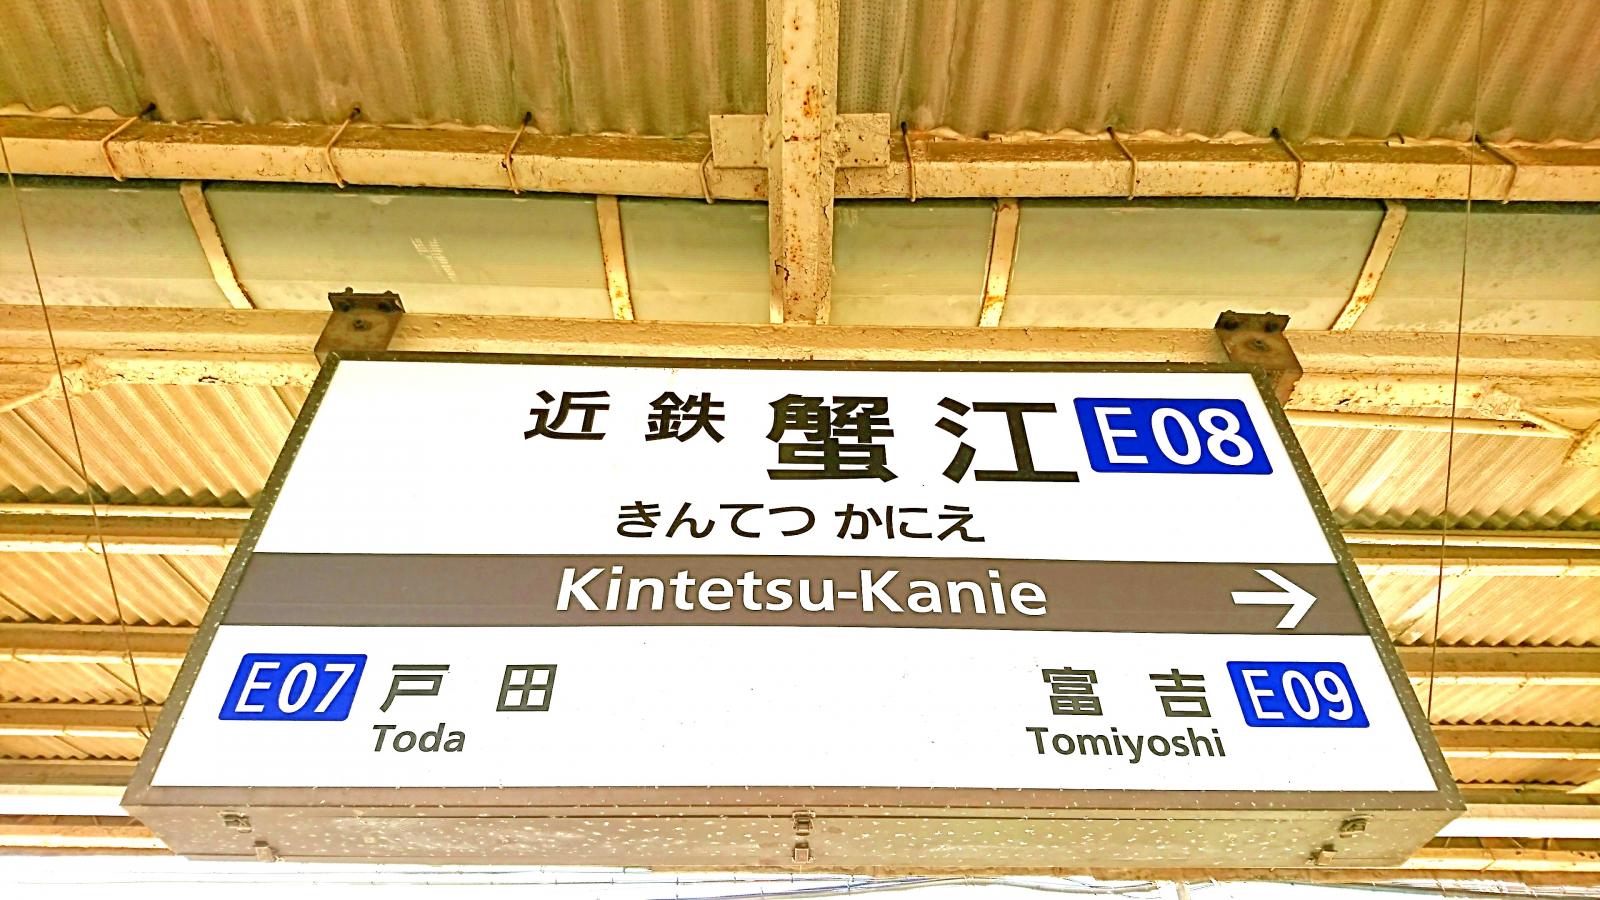 近鉄 蟹江 E08
きんてつ かにえ
Kintetsu-Kanie →
E07 戸田 富吉 E09
Toda Tomiyoshi